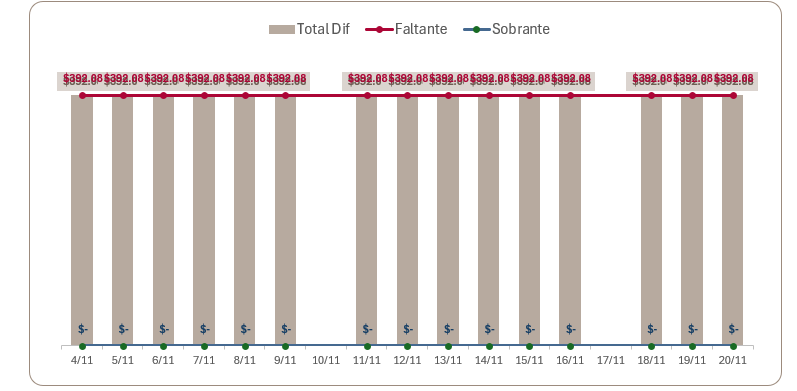 Total Dif Faltante Sobrante
$392.08 $392.08 $392.08 $392.08 $392.08 $392.08 $392.08 $392.08 $392.08 $392.08 $392.08 $392.08 $392.08 $392.08 $392.08
$- $- $- $- $- $- $- $- $- $- $- $- $- $- $-
4/11 5/11 6/11 7/11 8/11 9/11 10/11 11/11 12/11 13/11 14/11 15/11 16/11 17/11 18/11 19/11 20/11